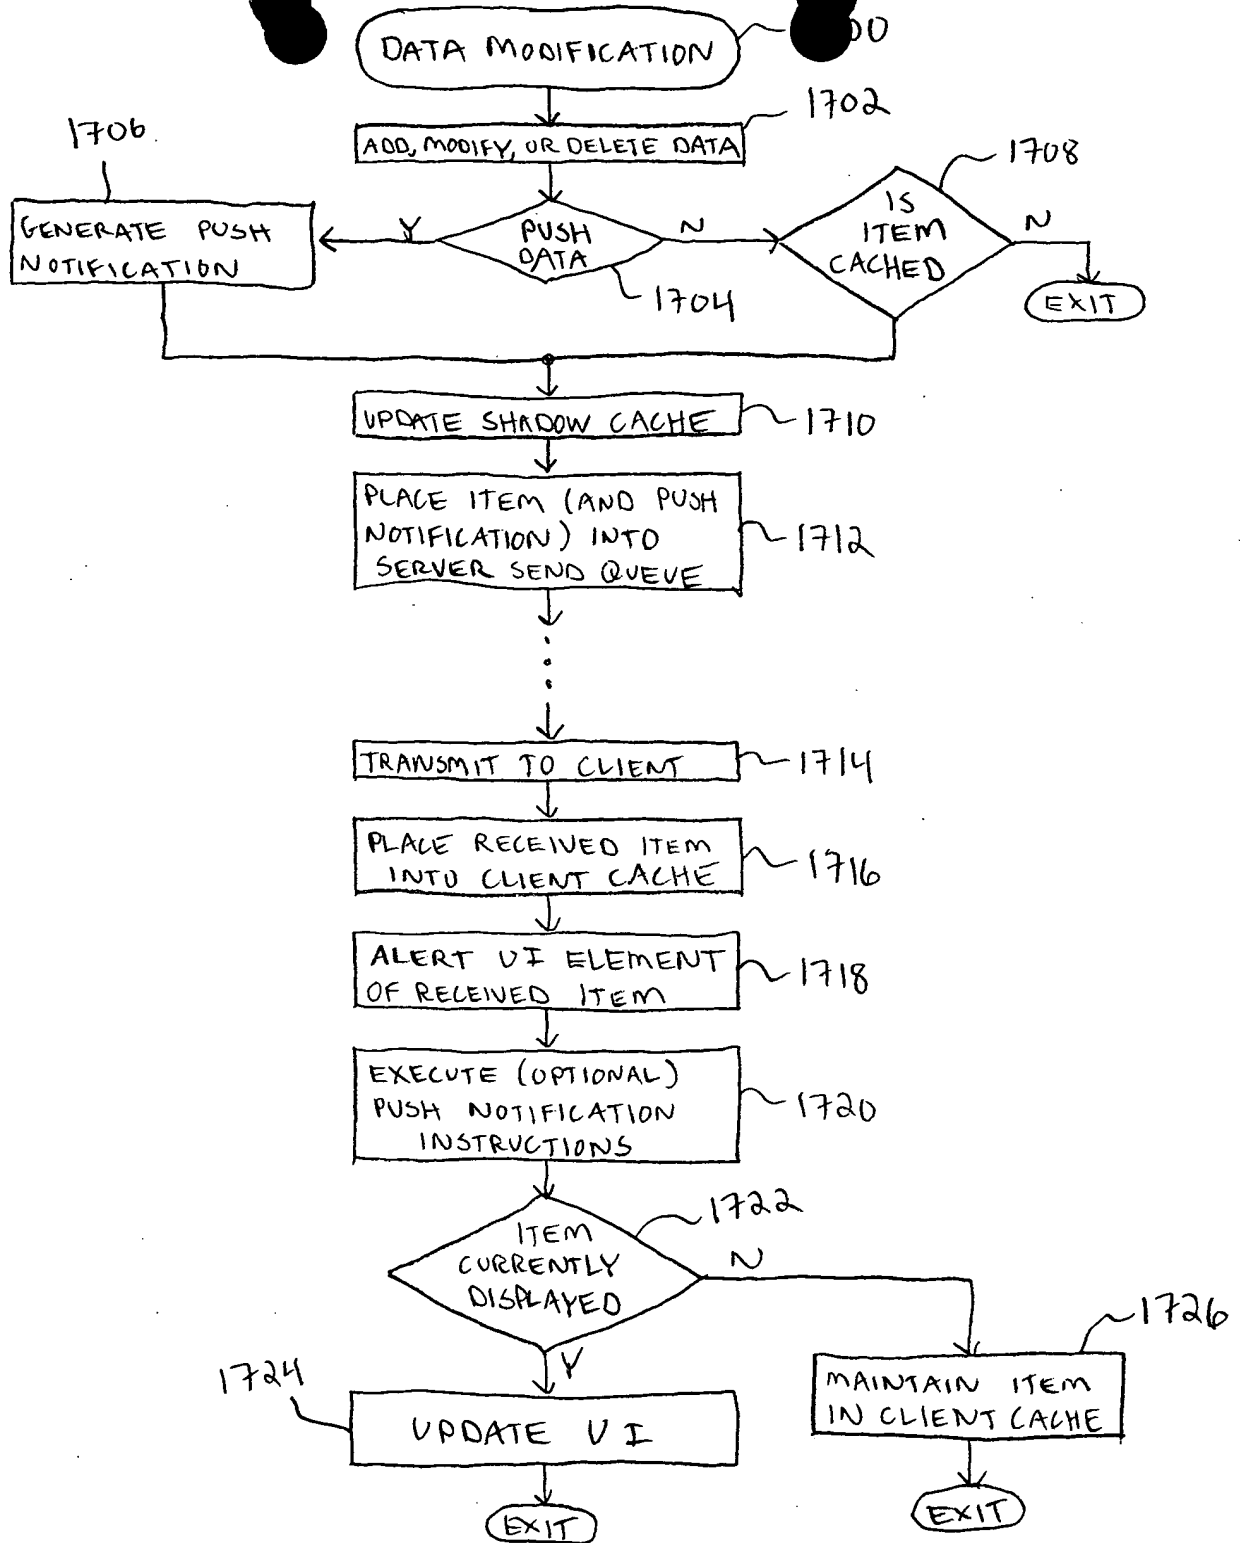 DATA MODIFICATION
00
1702
ADD, MODIFY, OR DELETE DATA
1706
1708
GENERATE PUSH
NOTIFICATION
Y
PUSH
DATA
N
1704
IS
ITEM
CACHED
N
EXIT
UPDATE SHADOW CACHE
1710
PLACE ITEM (AND PUSH
NOTIFICATION) INTO
SERVER SEND QUEUE
1712
TRANSMIT TO CLIENT
1714
PLACE RECEIVED ITEM
INTO CLIENT CACHE
1716
ALERT UI ELEMENT
OF RECEIVED ITEM
1718
EXECUTE (OPTIONAL)
PUSH NOTIFICATION
INSTRUCTIONS
1720
ITEM
CURRENTLY
DISPLAYED
1722
N
Y
1724
UPDATE UI
EXIT
1726
MAINTAIN ITEM
IN CLIENT CACHE
EXIT